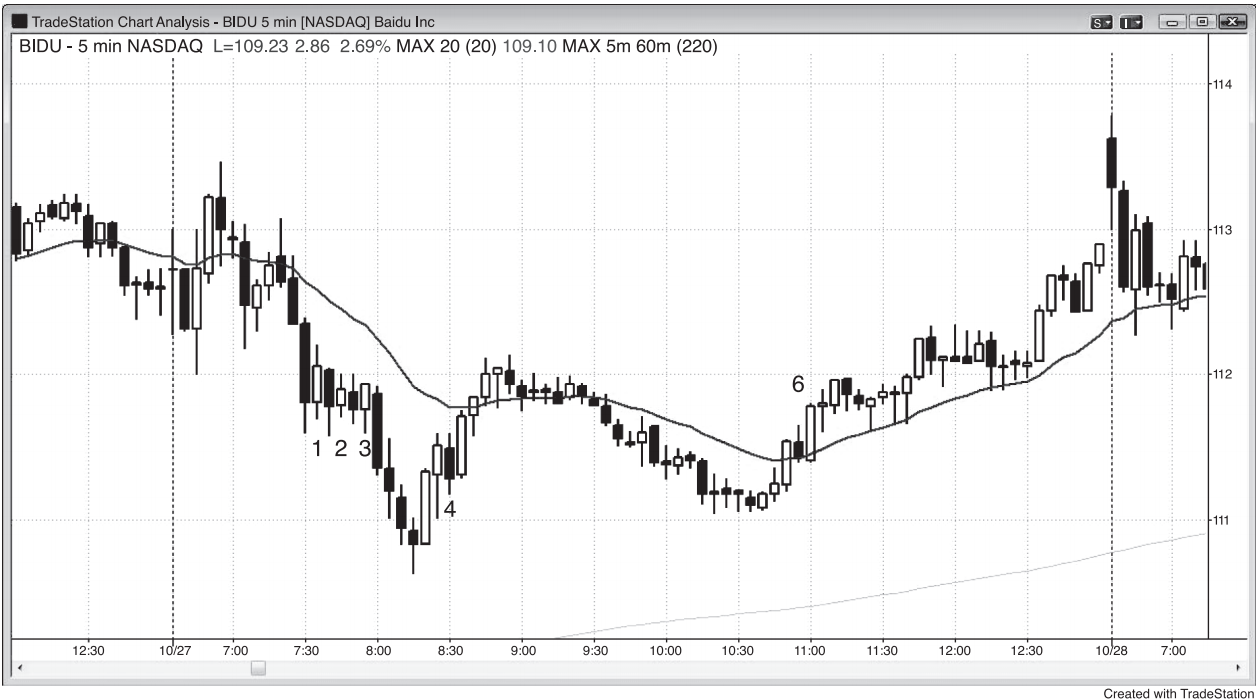 TradeStation Chart Analysis - BIDU 5 min [NASDAQ] Baidu Inc
S
I
BIDU - 5 min NASDAQ L=109.23 2.86 2.69% MAX 20 (20) 109.10 MAX 5m 60m (220)
114
113
112
6
1 2 3
4
111
12:30 10/27 7:00 7:30 8:00 8:30 9:00 9:30 10:00 10:30 11:00 11:30 12:00 12:30 10/28 7:00
Created with TradeStation